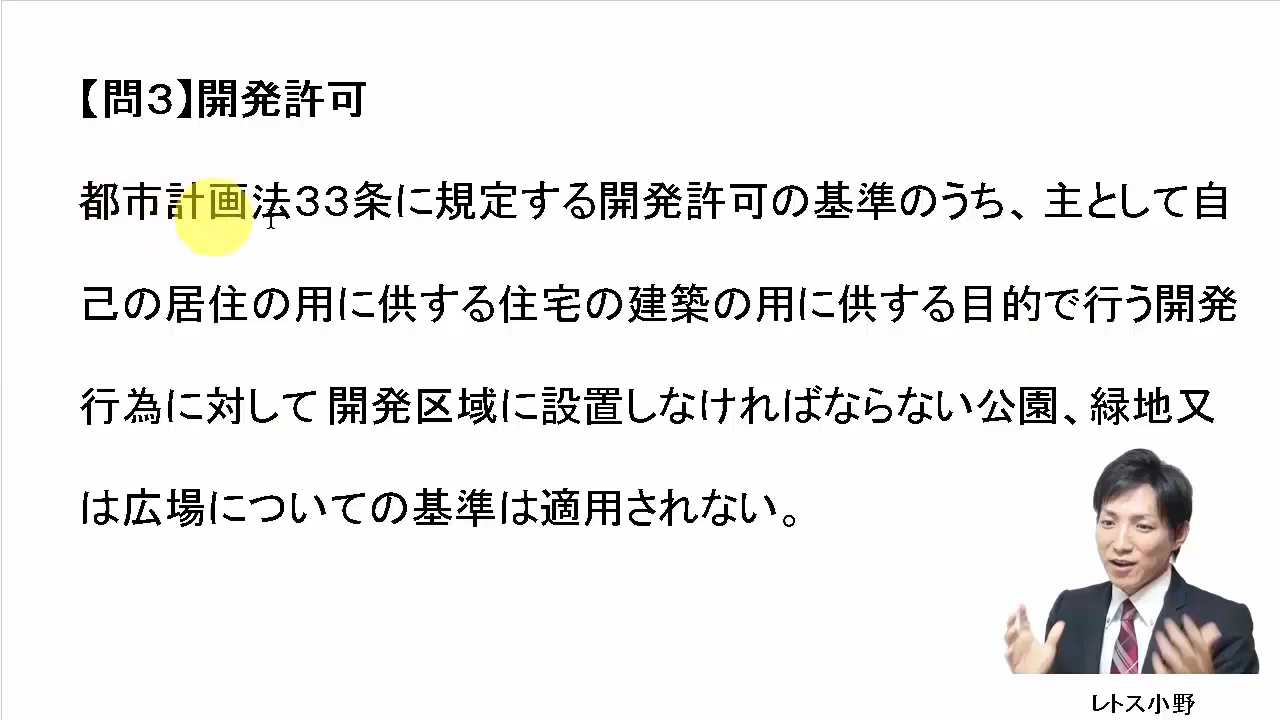 【問３】開発許可
都市計画法３３条に規定する開発許可の基準のうち、主として自
己の居住の用に供する住宅の建築の用に供する目的で行う開発
行為に対して開発区域に設置しなければならない公園、緑地又
は広場についての基準は適用されない。
レトス小野